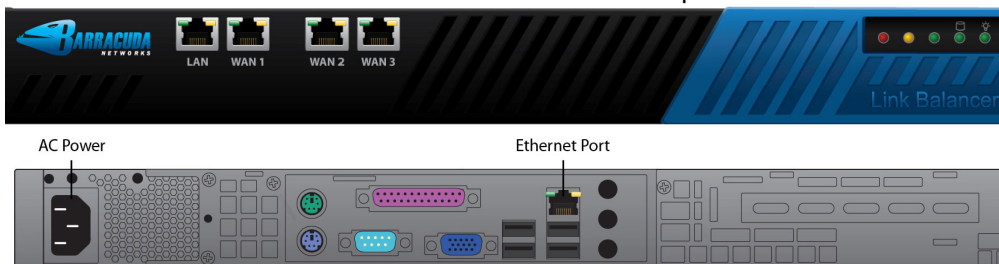 BARRACUDA
NETWORKS
LAN WAN 1 WAN 2 WAN 3
Link Balancer
AC Power Ethernet Port